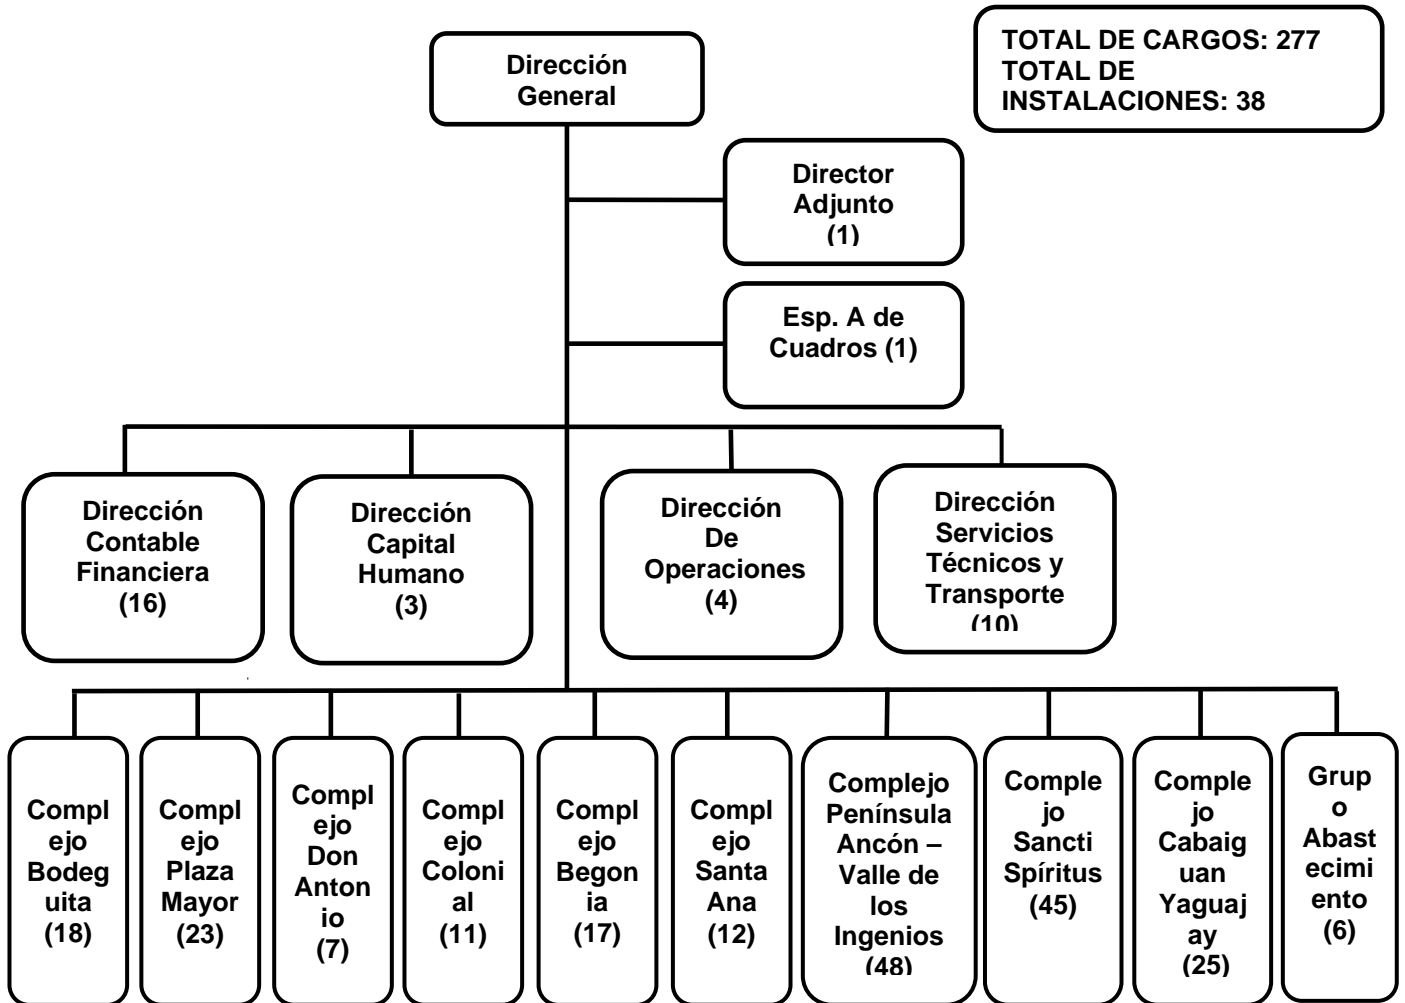 Dirección
General
TOTAL DE CARGOS: 277
TOTAL DE
INSTALACIONES: 38
Director
Adjunto
(1)
Esp. A de
Cuadros (1)
Dirección
Contable
Financiera
(16)
Dirección
Capital
Humano
(3)
Dirección
De
Operaciones
(4)
Dirección
Servicios
Técnicos y
Transporte
(10)
Compl
ejo
Bodeg
uita
(18)
Compl
ejo
Plaza
Mayor
(23)
Compl
ejo
Don
Anton
io
(7)
Compl
ejo
Coloni
al
(11)
Compl
ejo
Begon
ia
(17)
Compl
ejo
Santa
Ana
(12)
Complejo
Península
Ancón –
Valle de
los
Ingenios
(48)
Comple
jo
Sancti
Spíritus
(45)
Comple
jo
Cabaig
uan
Yaguaj
ay
(25)
Grup
o
Abast
ecimi
ento
(6)